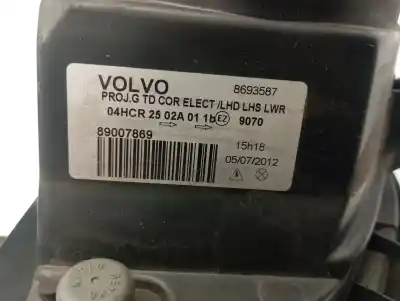 VOLVO 8693587
PROJ.G TD COR ELECT /LHD LHS LWR
04HCR 25 02A 01 1b E2 9070
89007869 15h18
05/07/2012